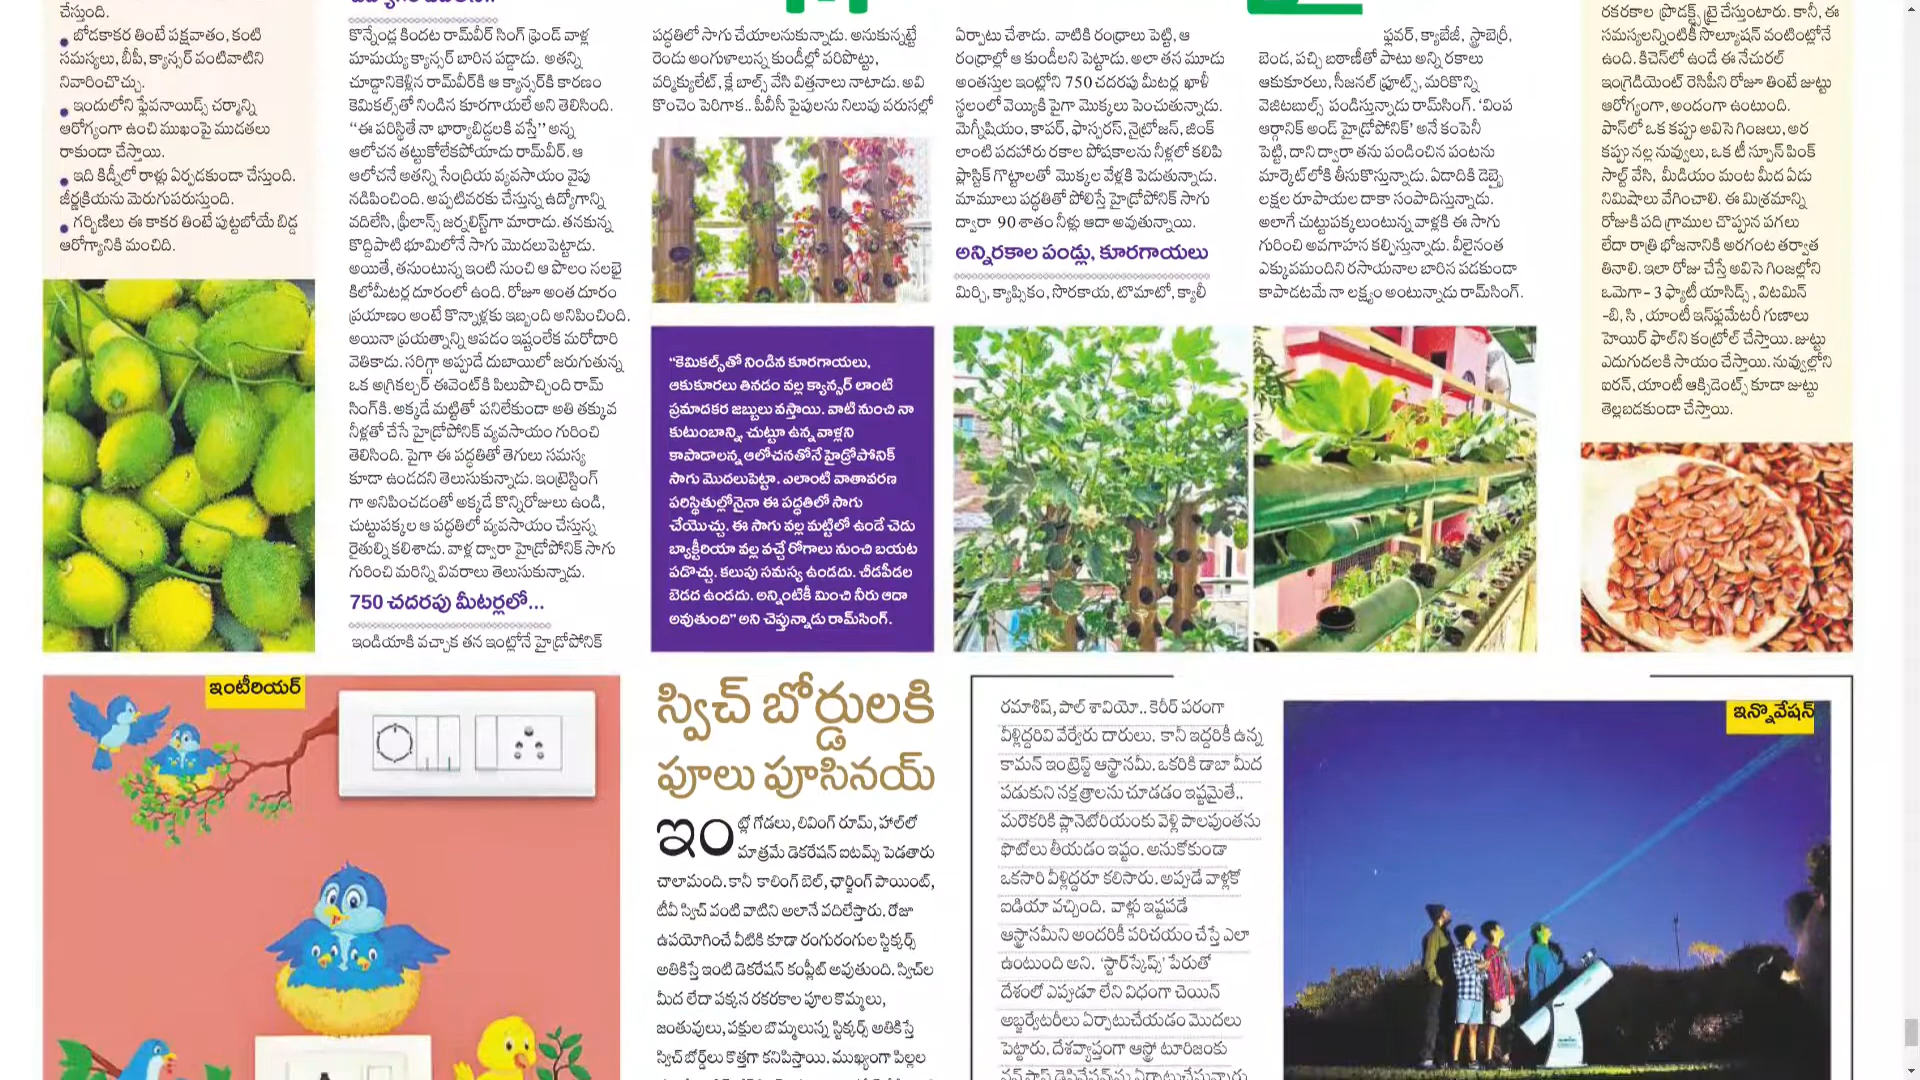 చేస్తుంది.
బోడకాకర తింటే పక్షవాతం, కంటి
సమస్యలు, బీపీ, క్యాన్సర్ వంటివాటిని
నివారించొచ్చు.
ఇందులోని ఫ్లేవనాయిడ్స్ చర్మాన్ని
ఆరోగ్యంగా ఉంచి ముఖంపై ముడతలు
రాకుండా చేస్తాయి.
ఇది కిడ్నీలో రాళ్లు ఏర్పడకుండా చేస్తుంది.
జీర్ణక్రియను మెరుగుపరుస్తుంది.
గర్భిణీలు ఈ కాకర తింటే పుట్టబోయే బిడ్డ
ఆరోగ్యానికి మంచిది.
కొన్నేండ్ల కిందట రామ్‌వీర్ సింగ్ ఫ్రెండ్ వాళ్ల
మామయ్య క్యాన్సర్ బారిన పడ్డాడు. అతన్ని
చూడ్డానికెళ్లిన రామ్‌వీర్‌కి ఆ క్యాన్సర్‌కి కారణం
కెమికల్స్‌తో నిండిన కూరగాయలే అని తెలిసింది.
‘‘ఈ పరిస్థితే నా భార్యాబిడ్డలకి వస్తే’’ అన్న
ఆలోచన తట్టుకోలేకపోయాడు రామ్‌వీర్. ఆ
ఆలోచనే అతన్ని సేంద్రియ వ్యవసాయం వైపు
నడిపించింది. అప్పటివరకు చేస్తున్న ఉద్యోగాన్ని
వదిలేసి, ఫ్రీలాన్స్ జర్నలిస్ట్‌గా మారాడు. తనకున్న
కొద్దిపాటి భూమిలోనే సాగు మొదలుపెట్టాడు.
అయితే, తనుంటున్న ఇంటి నుంచి ఆ పొలం నలభై
కిలోమీటర్ల దూరంలో ఉంది. రోజూ అంత దూరం
ప్రయాణం అంటే కొన్నాళ్లకు ఇబ్బంది అనిపించింది.
అయినా ప్రయత్నాన్ని ఆపడం ఇష్టంలేక మరోదారి
వెతికాడు. సరిగ్గా అప్పుడే దుబాయిలో జరుగుతున్న
ఒక అగ్రికల్చర్ ఈవెంట్‌కి పిలుపొచ్చింది రామ్
సింగ్‌కి. అక్కడే మట్టితో పనిలేకుండా అతి తక్కువ
నీళ్లతో చేసే హైడ్రోపోనిక్ వ్యవసాయం గురించి
తెలిసింది. పైగా ఈ పద్ధతితో తెగులు సమస్య
కూడా ఉండదని తెలుసుకున్నాడు. ఇంట్రెస్టింగ్
గా అనిపించడంతో అక్కడే కొన్నిరోజులు ఉండి,
చుట్టుపక్కల ఆ పద్ధతిలో వ్యవసాయం చేస్తున్న
రైతుల్ని కలిశాడు. వాళ్ల ద్వారా హైడ్రోపోనిక్ సాగు
గురించి మరిన్ని వివరాలు తెలుసుకున్నాడు.
750 చదరపు మీటర్లలో...
ఇండియాకి వచ్చాక తన ఇంట్లోనే హైడ్రోపోనిక్
పద్ధతిలో సాగు చేయాలనుకున్నాడు. అనుకున్నట్టే
రెండు అంగుళాలున్న కుండీల్లో పరిపొట్టు,
వర్మిక్యులేట్, క్లే బాల్స్ వేసి విత్తనాలు నాటాడు. అవి
కొంచెం పెరిగాక.. పీవీసీ పైపులను నిలువు వరుసల్లో
“కెమికల్స్‌తో నిండిన కూరగాయలు,
ఆకుకూరలు తినడం వల్ల క్యాన్సర్ లాంటి
ప్రమాదకర జబ్బులు వస్తాయి. వాటి నుంచి నా
కుటుంబాన్ని, చుట్టూ ఉన్నవాళ్లని
కాపాడాలన్న ఆలోచనతోనే హైడ్రోపోనిక్
సాగు మొదలుపెట్టా. ఎలాంటి వాతావరణ
పరిస్థితుల్లోనైనా ఈ పద్ధతిలో సాగు
చేయొచ్చు. ఈ సాగు వల్ల మట్టిలో ఉండే చెడు
బ్యాక్టీరియా వల్ల వచ్చే రోగాలు నుంచి బయట
పడొచ్చు. కలుపు సమస్య ఉండదు. చీడపీడల
బెడద ఉండదు. అన్నింటికీ మించి నీరు ఆదా
అవుతుంది” అని చెప్తున్నాడు రామ్‌సింగ్.
ఏర్పాటు చేశాడు. వాటికి రంధ్రాలు పెట్టి, ఆ
రంధ్రాల్లో ఆ కుండీలని పెట్టాడు. అలా తన మూడు
అంతస్తుల ఇంట్లోని 750 చదరపు మీటర్ల ఖాళీ
స్థలంలో వెయ్యికి పైగా మొక్కలు పెంచుతున్నాడు.
మెగ్నీషియం, కాపర్, ఫాస్ఫరస్, నైట్రోజన్, జింక్
లాంటి పదహారు రకాల పోషకాలను నీళ్లలో కలిపి
ప్లాస్టిక్ గొట్టాలతో మొక్కల వేళ్లకి పెడుతున్నాడు.
మామూలు పద్ధతితో పోలిస్తే హైడ్రోపోనిక్ సాగు
ద్వారా 90 శాతం నీళ్లు ఆదా అవుతున్నాయి.
అన్నిరకాల పండ్లు, కూరగాయలు
మిర్చి, క్యాప్సికం, సొరకాయ, టొమాటో, క్యాలీ
ఫ్లవర్, క్యాబేజీ, స్ట్రాబెర్రీ,
బెండ, పచ్చి బఠాణీతో పాటు అన్ని రకాలు
ఆకుకూరలు, సీజనల్ ఫ్రూట్స్, మరికొన్ని
వెజిటబుల్స్ పండిస్తున్నాడు రామ్‌సింగ్. ‘వింప
ఆర్గానిక్ అండ్ హైడ్రోపోనిక్’ అనే కంపెనీ
పెట్టి, దాని ద్వారా తను పండించిన పంటను
మార్కెట్‌లోకి తీసుకొస్తున్నాడు. ఏడాదికి డెబ్బై
లక్షల రూపాయల దాకా సంపాదిస్తున్నాడు.
అలాగే చుట్టుపక్కలుంటున్న వాళ్లకి ఈ సాగు
గురించి అవగాహన కల్పిస్తున్నాడు. వీలైనంత
ఎక్కువమందిని రసాయనాల బారిన పడకుండా
కాపాడటమే నా లక్ష్యం అంటున్నాడు రామ్‌సింగ్.
రకరకాల ప్రొడక్ట్స్ ట్రై చేస్తుంటారు. కానీ, ఈ
సమస్యలన్నింటికీ సొల్యూషన్ వంటింట్లోనే
ఉంది. కిచెన్‌లో ఉండే ఈ నేచురల్
ఇంగ్రిడియెంట్ రెసిపీని రోజూ తింటే జుట్టు
ఆరోగ్యంగా, అందంగా ఉంటుంది.
పాన్‌లో ఒక కప్పు అవిసె గింజలు, అర
కప్పు నల్ల నువ్వులు, ఒక టీ స్పూన్ పింక్
సాల్ట్ వేసి, మీడియం మంట మీద ఏడు
నిమిషాలు వేగించాలి. ఈ మిశ్రమాన్ని
రోజుకి పది గ్రాముల చొప్పున పగలు
లేదా రాత్రి భోజనానికి అరగంట తర్వాత
తినాలి. ఇలా రోజు చేస్తే అవిసె గింజల్లోని
ఒమెగా - 3 ఫ్యాటీ యాసిడ్స్, విటమిన్
-బి, సి, యాంటీ ఇన్‌ఫ్లమేటరీ గుణాలు
హెయిర్ ఫాల్‌ని కంట్రోల్ చేస్తాయి. జుట్టు
ఎదుగుదలకి సాయం చేస్తాయి. నువ్వుల్లోని
ఐరన్, యాంటీ ఆక్సిడెంట్స్ కూడా జుట్టు
తెల్లబడకుండా చేస్తాయి.
ఇంటీరియర్
స్విచ్ బోర్డులకి
పూలు పూసినయ్
ఇంట్లో గోడలు, లివింగ్ రూమ్, హాల్‌లో
మాత్రమే డెకరేషన్ ఐటమ్స్ పెడతారు
చాలామంది. కానీ కాలింగ్ బెల్, ఛార్జింగ్ పాయింట్,
టీవీ స్విచ్ వంటి వాటిని అలానే వదిలేస్తారు. రోజూ
ఉపయోగించే వీటికి కూడా రంగురంగుల స్టిక్కర్స్
అతికిస్తే ఇంటి డెకరేషన్ కంప్లీట్ అవుతుంది. స్విచ్‌ల
మీద లేదా పక్కన రకరకాల పూల కొమ్మలు,
జంతువులు, పక్షుల బొమ్మలున్న స్టిక్కర్స్ అతికిస్తే
స్విచ్ బోర్డ్‌లు కొత్తగా కనిపిస్తాయి. ముఖ్యంగా పిల్లల
రమాశిష్, పాల్ శావియో.. కెరీర్ పరంగా
వీళ్లిద్దరివి వేర్వేరు దారులు. కానీ ఇద్దరికీ ఉన్న
కామన్ ఇంట్రెస్ట్ ఆస్ట్రానమీ. ఒకరికి డాబా మీద
పడుకుని నక్షత్రాలను చూడడం ఇష్టమైతే..
మరొకరికి ప్లానెటోరియంకు వెళ్లి పాలపుంతను
ఫొటోలు తీయడం ఇష్టం. అనుకోకుండా
ఒకసారి వీళ్లిద్దరూ కలిసారు. అప్పుడే వాళ్లకో
ఐడియా వచ్చింది. వాళ్లు ఇష్టపడే
ఆస్ట్రానమీని అందరికీ పరిచయం చేస్తే ఎలా
ఉంటుంది అని. ‘స్టార్‌స్కేప్స్’ పేరుతో
దేశంలో ఎప్పుడూ లేని విధంగా చెయిన్
అబ్జర్వేటరీలు ఏర్పాటుచేయడం మొదలు
పెట్టారు. దేశవ్యాప్తంగా ఆస్ట్రో టూరిజంకు
ఇన్నొవేషన్